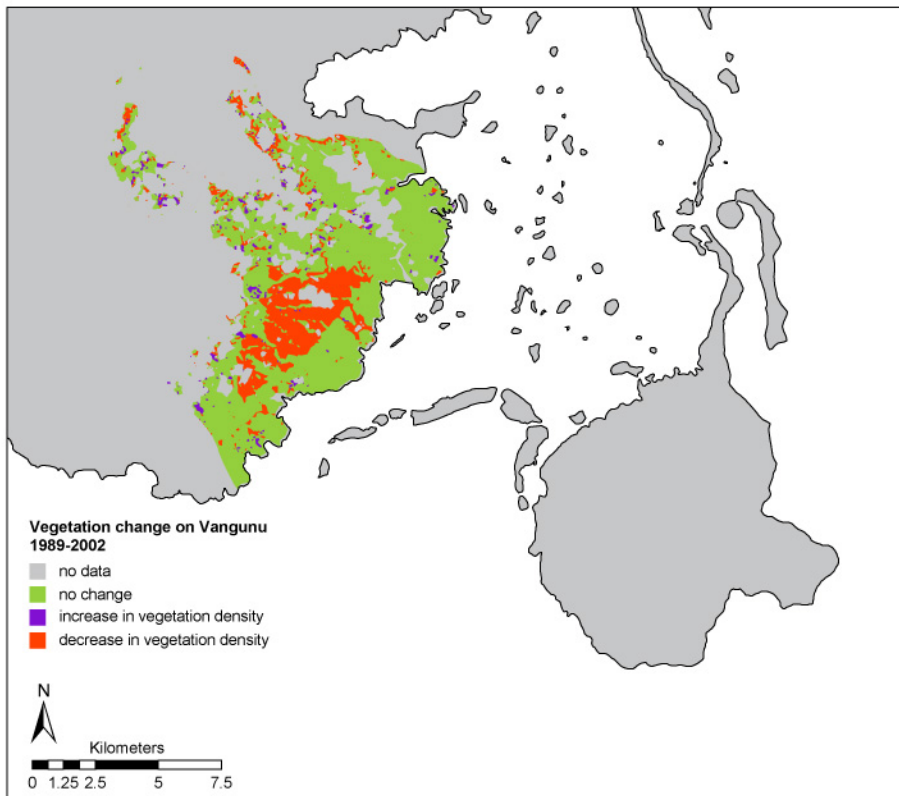 Vegetation change on Vangunu
1989-2002
no data
no change
increase in vegetation density
decrease in vegetation density
N
Kilometers
0 1.25 2.5 5 7.5